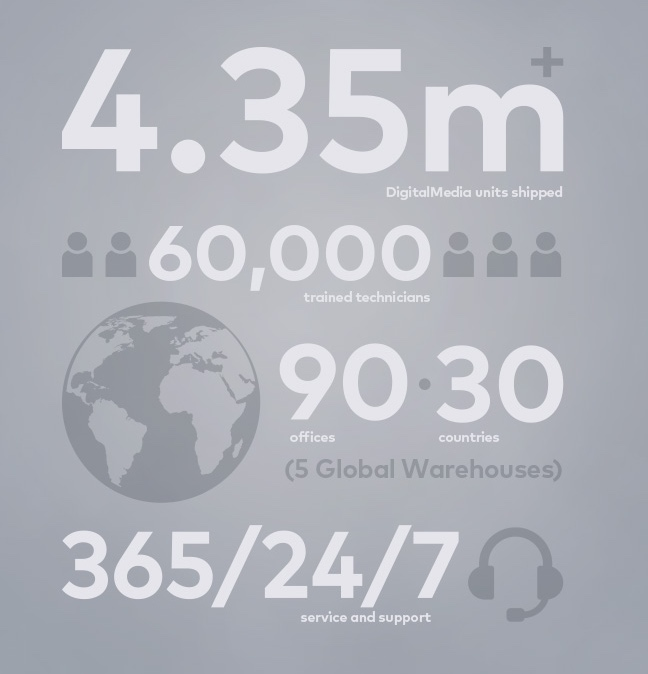 4.35m+
DigitalMedia units shipped
60,000
trained technicians
90 · 30
offices countries
(5 Global Warehouses)
365/24/7
service and support